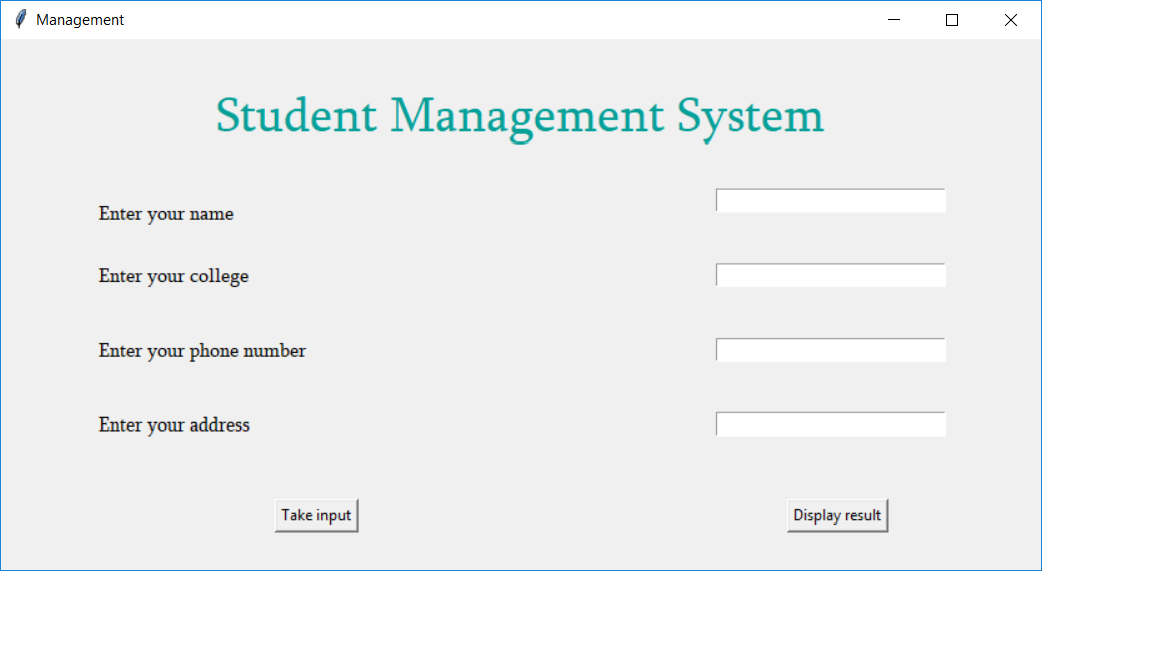 Management
Student Management System
Enter your name
Enter your college
Enter your phone number
Enter your address
Take input
Display result